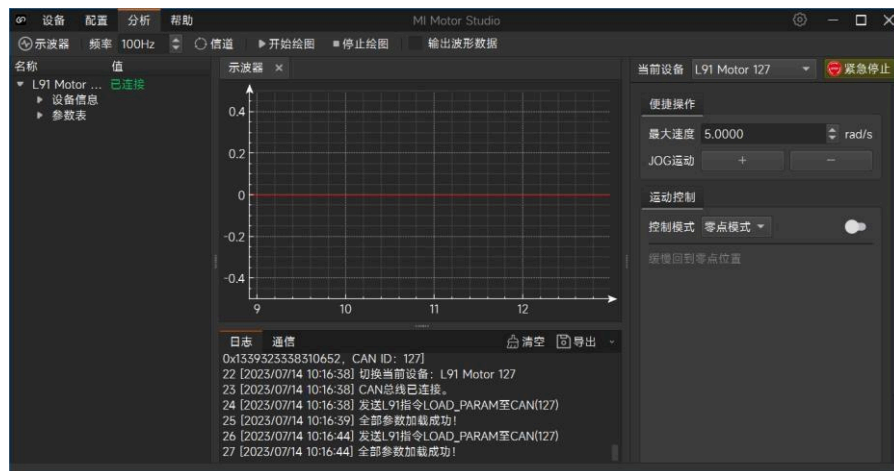 设备 配置 分析 帮助 MI Motor Studio
示波器 频率 100Hz 信道 开始绘图 停止绘图 输出波形数据
名称 值
L91 Motor ... 已连接
设备信息
参数表
示波器
0.4
0.2
0
-0.2
-0.4
9 10 11 12
日志 通信 清空 导出
0x1339323338310652, CAN ID: 127]
22 [2023/07/14 10:16:38] 切换当前设备: L91 Motor 127
23 [2023/07/14 10:16:38] CAN总线已连接。
24 [2023/07/14 10:16:38] 发送L91指令LOAD_PARAM至CAN(127)
25 [2023/07/14 10:16:39] 全部参数加载成功!
26 [2023/07/14 10:16:44] 发送L91指令LOAD_PARAM至CAN(127)
27 [2023/07/14 10:16:44] 全部参数加载成功!
当前设备 L91 Motor 127 紧急停止
便捷操作
最大速度 5.0000 rad/s
JOG运动 + −
运动控制
控制模式 零点模式
缓慢回到零点位置